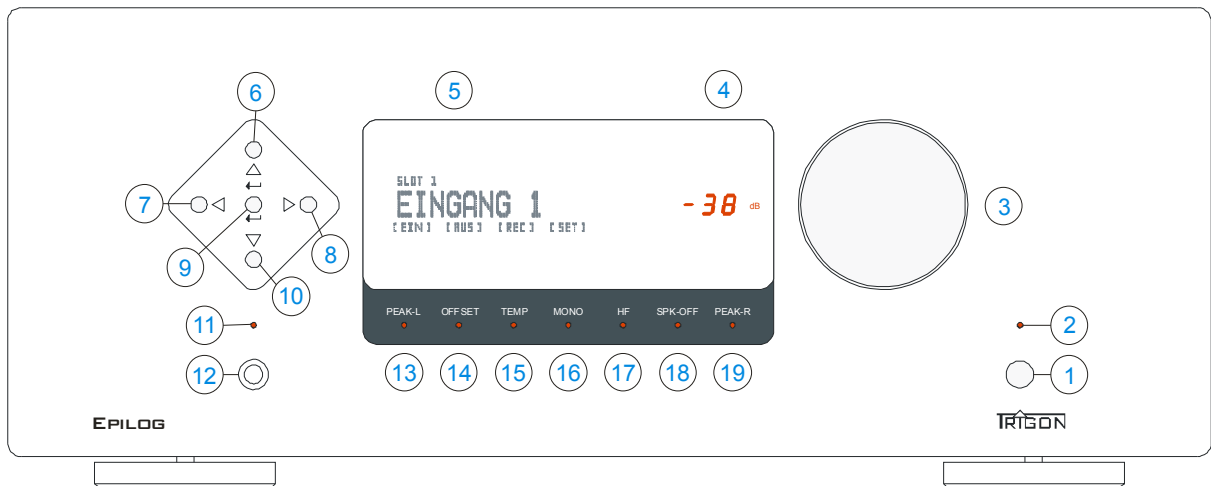 6
5
4
SLOT 1
EINGANG 1
-38 dB
[EIN] [AUS] [REC] [SET]
7
3
9
8
10
PEAK-L OFFSET TEMP MONO HF SPK-OFF PEAK-R
11
2
12
13 14 15 16 17 18 19
1
EPILOG
TRIGON